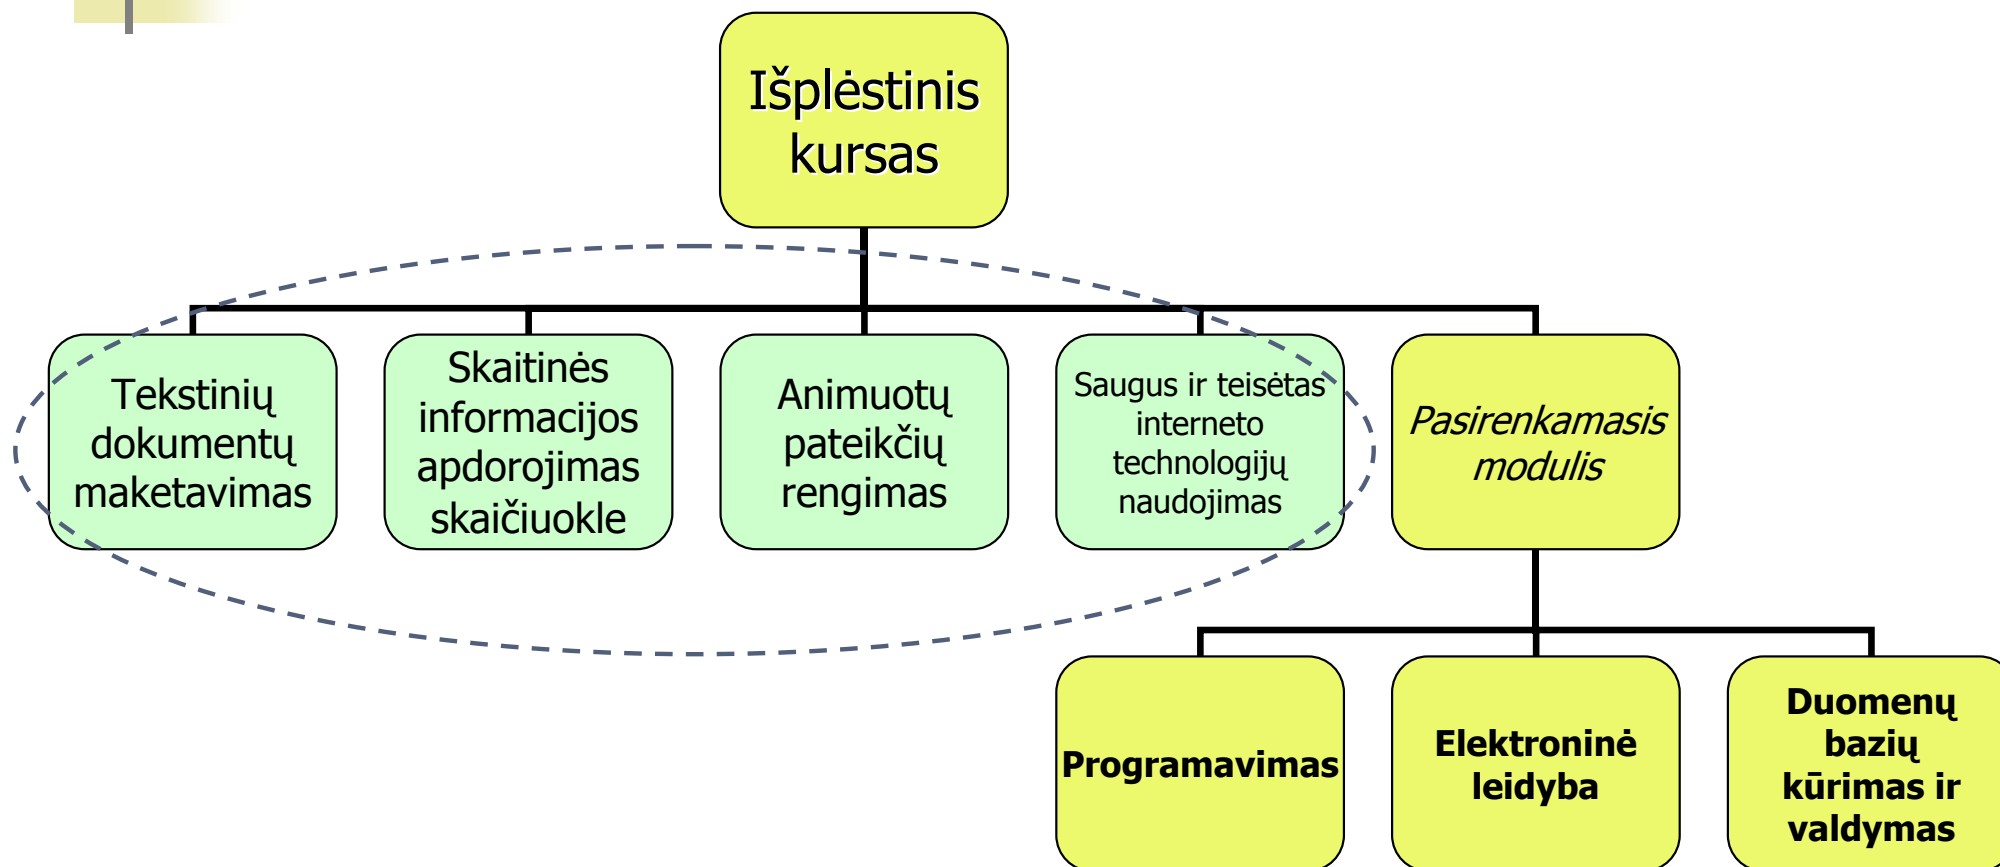 Išplėstinis
kursas
Tekstinių
dokumentų
maketavimas
Skaitinės
informacijos
apdorojimas
skaičiuokle
Animuotų
pateikčių
rengimas
Saugus ir teisėtas
interneto
technologijų
naudojimas
Pasirenkamasis
modulis
Programavimas
Elektroninė
leidyba
Duomenų
bazių
kūrimas ir
valdymas